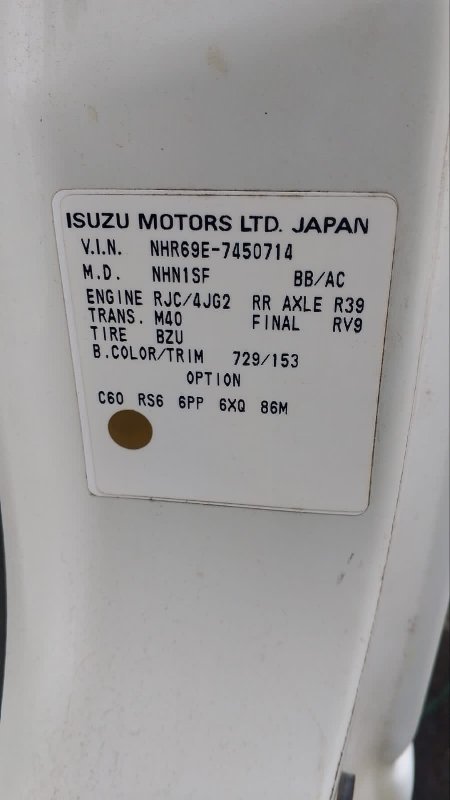 ISUZU MOTORS LTD. JAPAN
V.I.N. NHR69E-7450714
M.D. NHN1SF BB/AC
ENGINE RJC/4JG2 RR AXLE R39
TRANS. M40 FINAL RV9
TIRE BZU
B.COLOR/TRIM 729/153
OPTION
C60 RS6 6PP 6XQ 86M